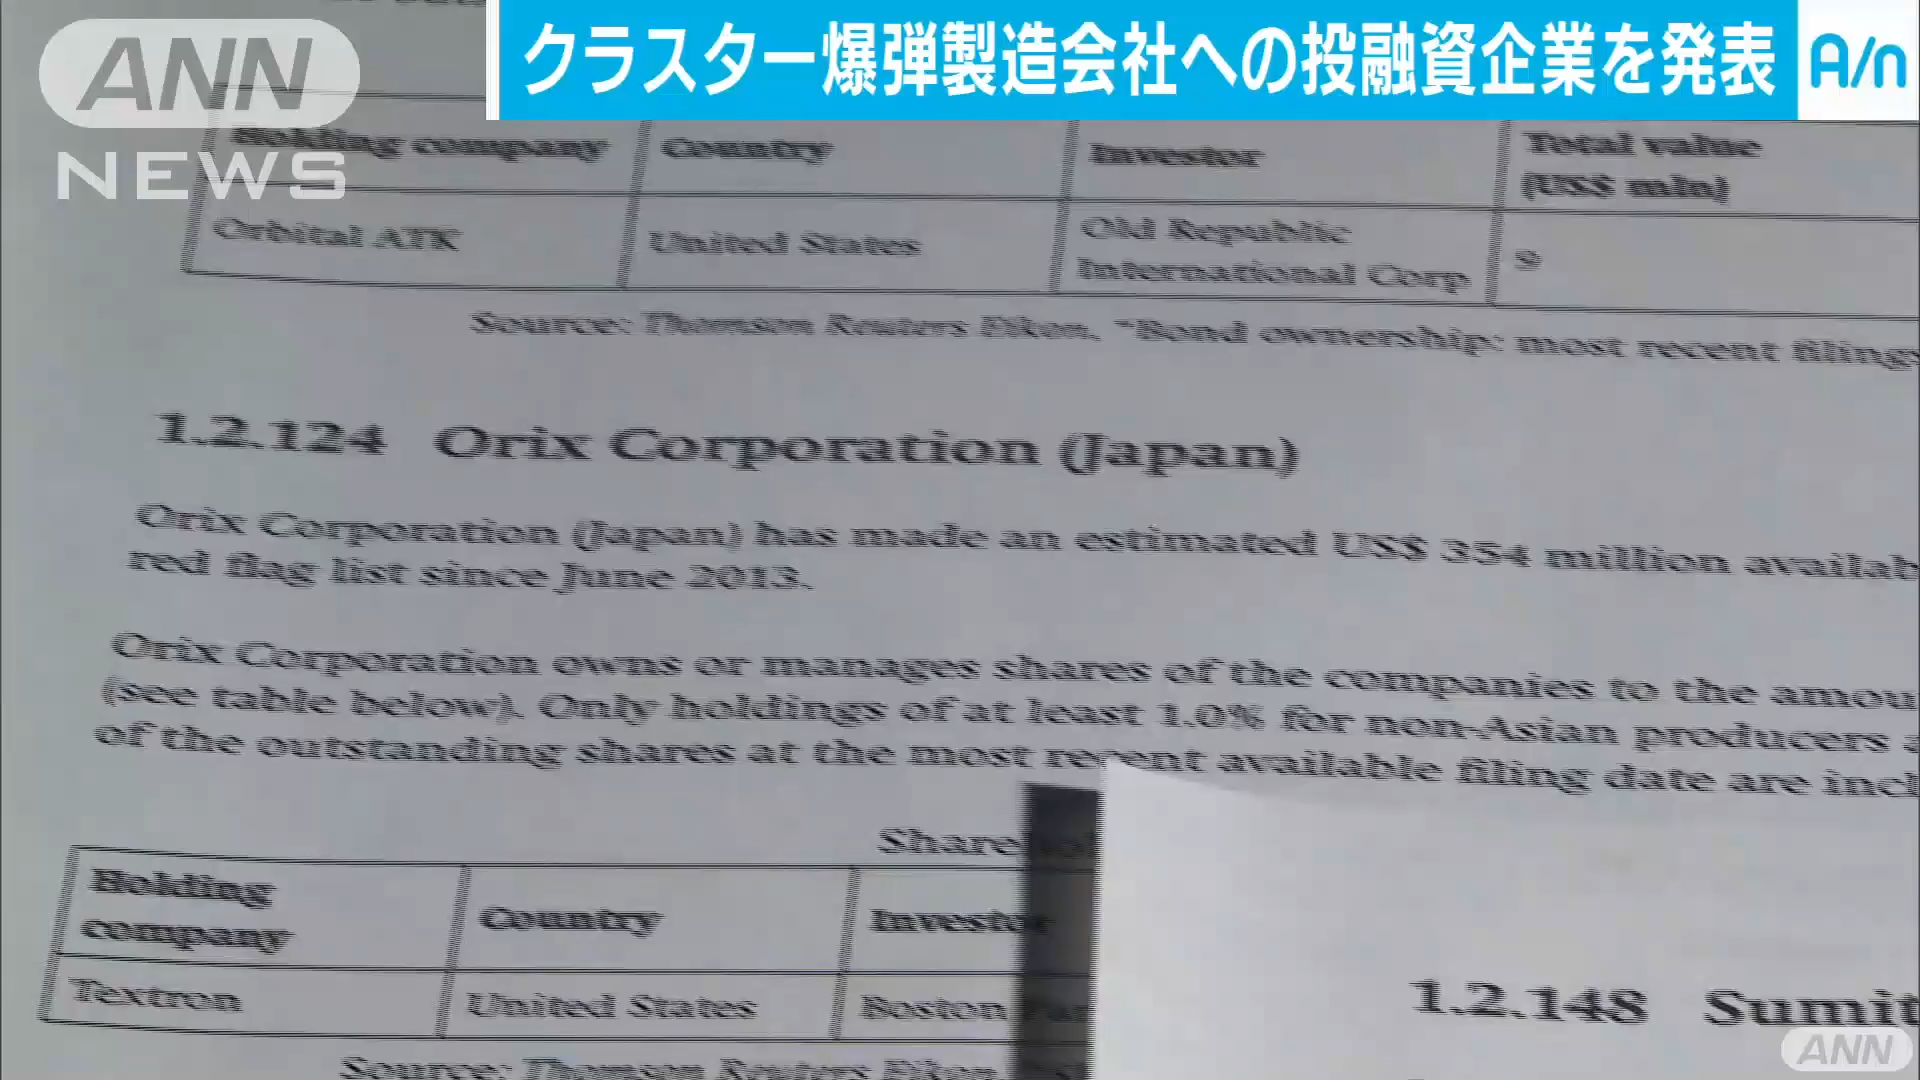 ANN
NEWS
クラスター爆弾製造会社への投融資企業を発表
A/n
Holding company
Country
Investor
Total value
(US$ mln)
Orbital ATK
United States
Old Republic
International Corp
9
Source: Thomson Reuters Eikon, "Bond ownership: most recent filings
1.2.124 Orix Corporation (Japan)
Orix Corporation (Japan) has made an estimated US$ 354 million availab
red flag list since June 2013.
Orix Corporation owns or manages shares of the companies to the amou
(see table below). Only holdings of at least 1.0% for non-Asian producers a
of the outstanding shares at the most recent available filing date are incl
Sharehol
Holding
company
Country
Investor
Textron
United States
Boston Par
Source: Thomson Reuters Eikon,
1.2.148 Sumit
ANN